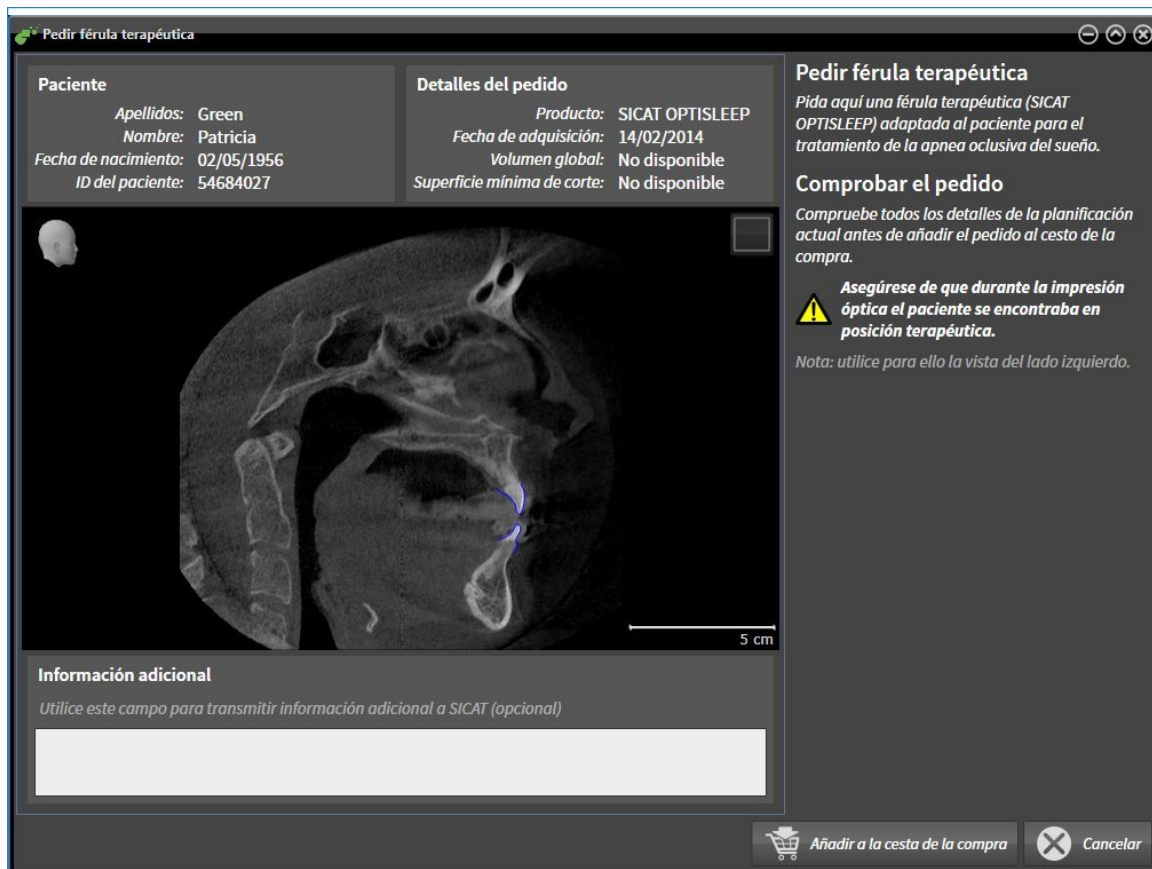 Pedir férula terapéutica
Paciente
Apellidos: Green
Nombre: Patricia
Fecha de nacimiento: 02/05/1956
ID del paciente: 54684027
Detalles del pedido
Producto: SICAT OPTISLEEP
Fecha de adquisición: 14/02/2014
Volumen global: No disponible
Superficie mínima de corte: No disponible
5 cm
Información adicional
Utilice este campo para transmitir información adicional a SICAT (opcional)
Pedir férula terapéutica
Pida aquí una férula terapéutica (SICAT
OPTISLEEP) adaptada al paciente para el
tratamiento de la apnea oclusiva del sueño.
Comprobar el pedido
Compruebe todos los detalles de la planificación
actual antes de añadir el pedido al cesto de la
compra.
Asegúrese de que durante la impresión
óptica el paciente se encontraba en
posición terapéutica.
Nota: utilice para ello la vista del lado izquierdo.
Añadir a la cesta de la compra
Cancelar